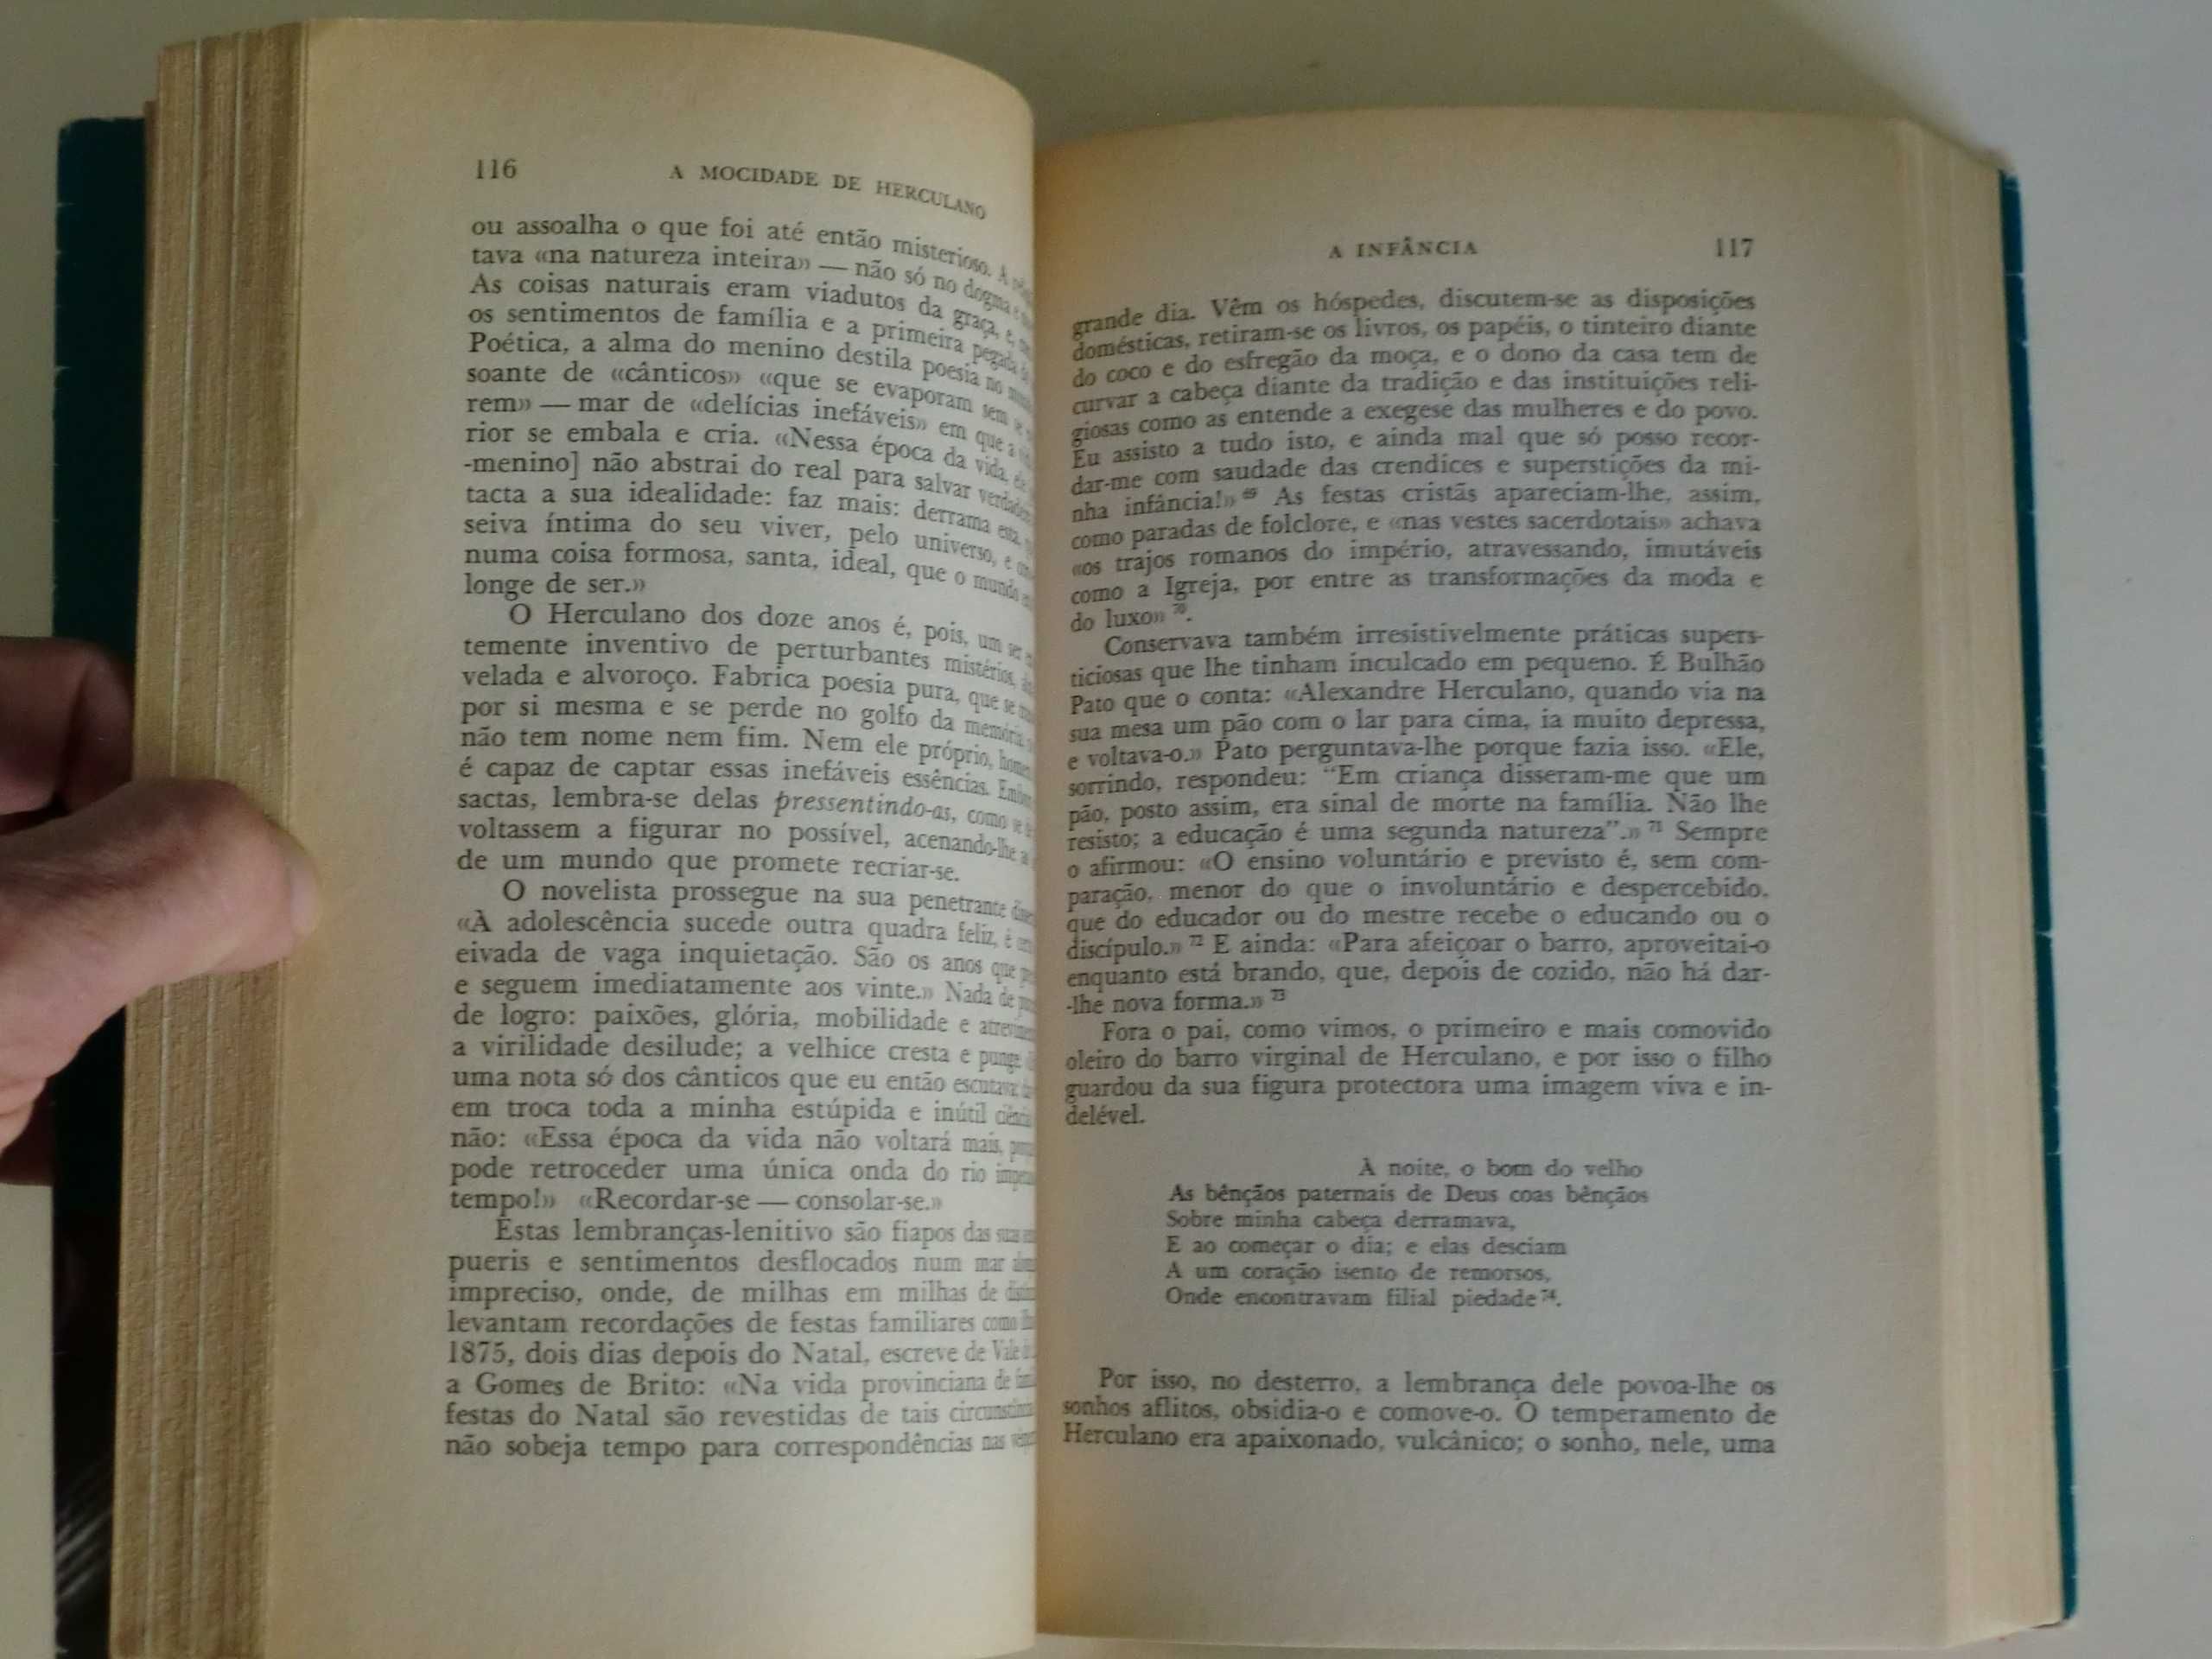 116
A MOCIDADE DE HERCULANO
ou assoalha o que foi até então misterioso. A
tava «na natureza inteira» — não só no dogma e
As coisas naturais eram viadutos da graça, e,
os sentimentos de família e a primeira pegada
Poética, a alma do menino destila poesia no
soante de «cânticos» «que se evaporam sem se
rem» — mar de «delícias inefáveis» em que a
rior se embala e cria. «Nessa época da vida, ele
-menino] não abstrai do real para salvar
tacta a sua idealidade: faz mais: derrama esta,
seiva íntima do seu viver, pelo universo, e
numa coisa formosa, santa, ideal, que o mundo
longe de ser.»
O Herculano dos doze anos é, pois, um ser
temente inventivo de perturbantes mistérios,
velada e alvoroço. Fabrica poesia pura, que se
por si mesma e se perde no golfo da memória
não tem nome nem fim. Nem ele próprio,
é capaz de captar essas inefáveis essências.
sactas, lembra-se delas pressentindo-as, como se
voltassem a figurar no possível, acenando-lhe
de um mundo que promete recriar-se.
O novelista prossegue na sua penetrante
«À adolescência sucede outra quadra feliz, é
eivada de vaga inquietação. São os anos que
e seguem imediatamente aos vinte.» Nada de
de logro: paixões, glória, mobilidade e
a virilidade desilude; a velhice cresta e punge.
uma nota só dos cânticos que eu então escutava;
em troca toda a minha estúpida e inútil
não: «Essa época da vida não voltará mais,
pode retroceder uma única onda do rio
tempo!» «Recordar-se — consolar-se.»
Estas lembranças-lenitivo são fiapos das suas
pueris e sentimentos desflocados num mar
impreciso, onde, de milhas em milhas de
levantam recordações de festas familiares como
1875, dois dias depois do Natal, escreve de Vale
a Gomes de Brito: «Na vida provinciana de
festas do Natal são revestidas de tais
não sobeja tempo para correspondências nas
A INFÂNCIA
117
grande dia. Vêm os hóspedes, discutem-se as disposições
domésticas, retiram-se os livros, os papéis, o tinteiro diante
do coco e do esfregão da moça, e o dono da casa tem de
curvar a cabeça diante da tradição e das instituições reli-
giosas como as entende a exegese das mulheres e do povo.
Eu assisto a tudo isto, e ainda mal que só posso recor-
dar-me com saudade das crendices e superstições da mi-
nha infância!» 69 As festas cristãs apareciam-lhe, assim,
como paradas de folclore, e «nas vestes sacerdotais» achava
«os trajos romanos do império, atravessando, imutáveis
como a Igreja, por entre as transformações da moda e
do luxo» 70.
Conservava também irresistivelmente práticas supers-
ticiosas que lhe tinham inculcado em pequeno. É Bulhão
Pato que o conta: «Alexandre Herculano, quando via na
sua mesa um pão com o lar para cima, ia muito depressa,
e voltava-o.» Pato perguntava-lhe porque fazia isso. «Ele,
sorrindo, respondeu: "Em criança disseram-me que um
pão, posto assim, era sinal de morte na família. Não lhe
resisto; a educação é uma segunda natureza".» 71 Sempre
o afirmou: «O ensino voluntário e previsto é, sem com-
paração, menor do que o involuntário e despercebido,
que do educador ou do mestre recebe o educando ou o
discípulo.» 72 E ainda: «Para afeiçoar o barro, aproveitai-o
enquanto está brando, que, depois de cozido, não há dar-
-lhe nova forma.» 73
Fora o pai, como vimos, o primeiro e mais comovido
oleiro do barro virginal de Herculano, e por isso o filho
guardou da sua figura protectora uma imagem viva e in-
delével.
À noite, o bom do velho
As bênçãos paternais de Deus coas bênçãos
Sobre minha cabeça derramava,
E ao começar o dia; e elas desciam
A um coração isento de remorsos,
Onde encontravam filial piedade 74.
Por isso, no desterro, a lembrança dele povoa-lhe os
sonhos aflitos, obsidia-o e comove-o. O temperamento de
Herculano era apaixonado, vulcânico; o sonho, nele, uma